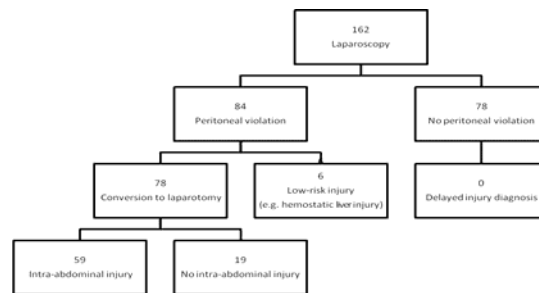 162
Laparoscopy
84
Peritoneal violation
78
No peritoneal violation
78
Conversion to laparotomy
6
Low-risk injury
(e.g. hemostatic liver injury)
0
Delayed injury diagnosis
59
Intra-abdominal injury
19
No intra-abdominal injury